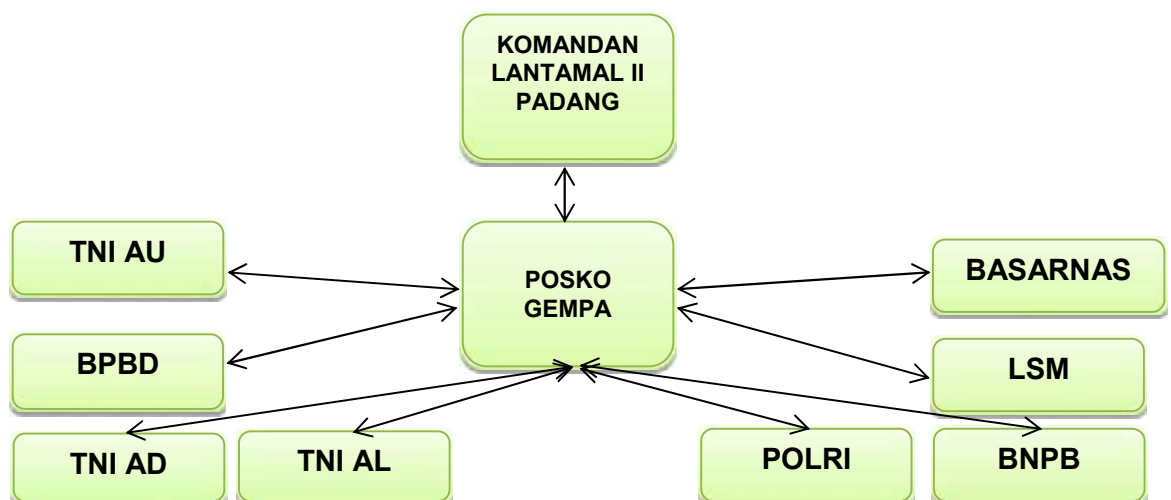 KOMANDAN
LANTAMAL II
PADANG
TNI AU
POSKO
GEMPA
BASARNAS
BPBD
LSM
TNI AD
TNI AL
POLRI
BNPB